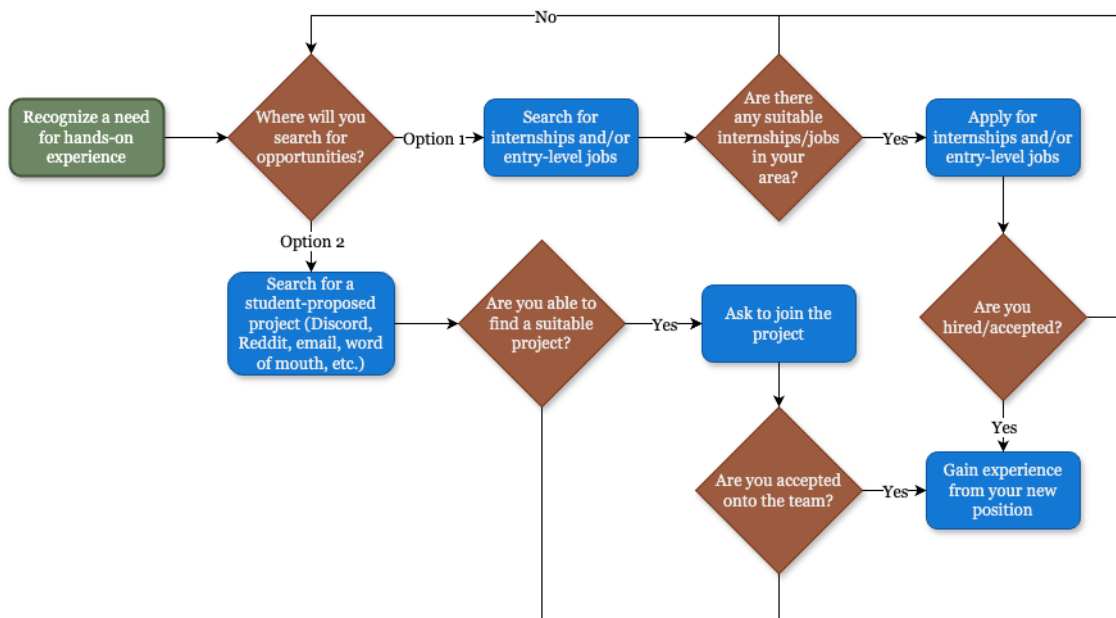 No
Recognize a need
for hands-on
experience
Where will you
search for
opportunities?
Option 1
Search for
internships and/or
entry-level jobs
Are there
any suitable
internships/jobs
in your
area?
Yes
Apply for
internships and/or
entry-level jobs
Option 2
Search for a
student-proposed
project (Discord,
Reddit, email, word
of mouth, etc.)
Are you able to
find a suitable
project?
Yes
Ask to join the
project
Are you
hired/accepted?
Yes
Are you accepted
onto the team?
Yes
Gain experience
from your new
position